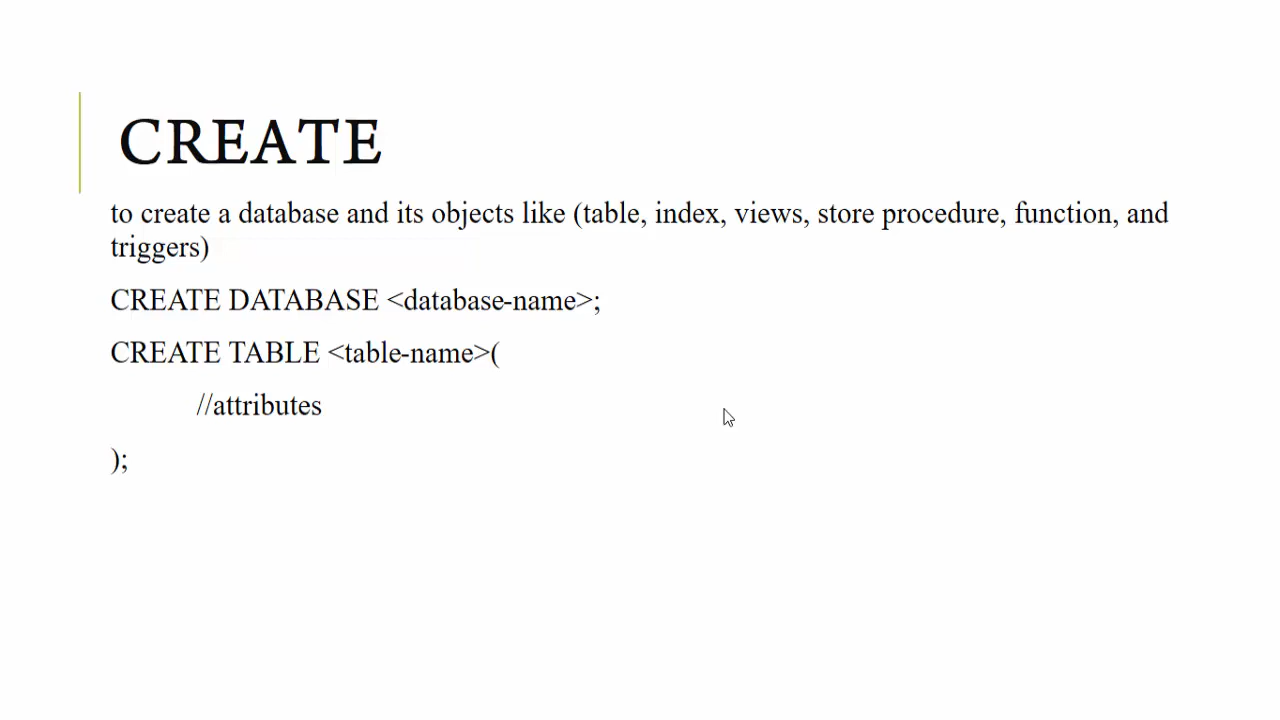 CREATE
to create a database and its objects like (table, index, views, store procedure, function, and
triggers)
CREATE DATABASE <database-name>;
CREATE TABLE <table-name>(
//attributes
);